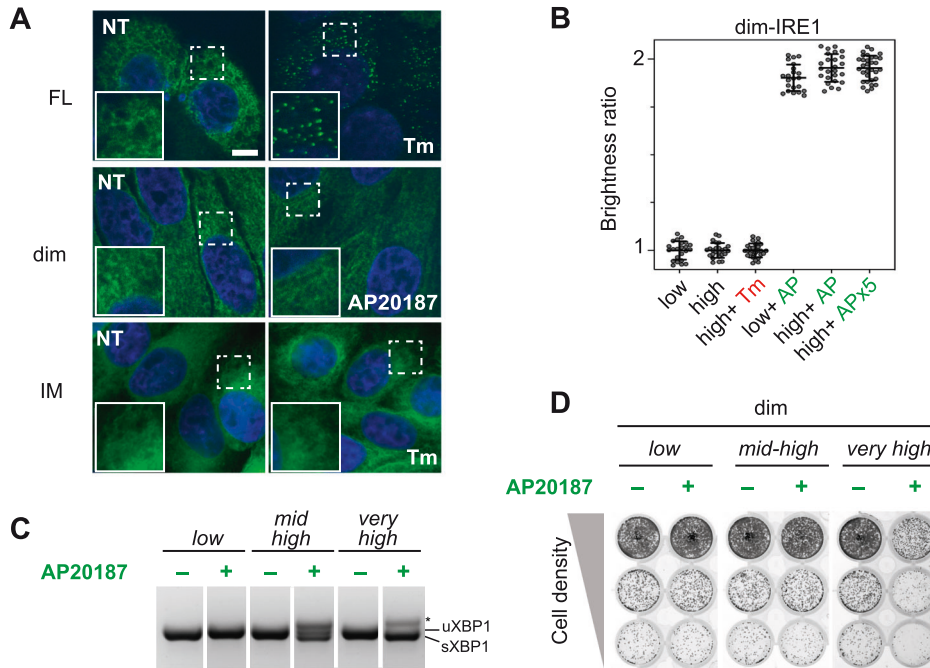 A
NT
FL
Tm
NT
dim
AP20187
NT
IM
Tm
B
dim-IRE1
2
Brightness ratio
1
low
high
high+ Tm
low+ AP
high+ AP
high+ APx5
C
low
mid high
very high
AP20187
– + – + – +
*
uXBP1
sXBP1
D
dim
low mid-high very high
AP20187
– + – + – +
Cell density